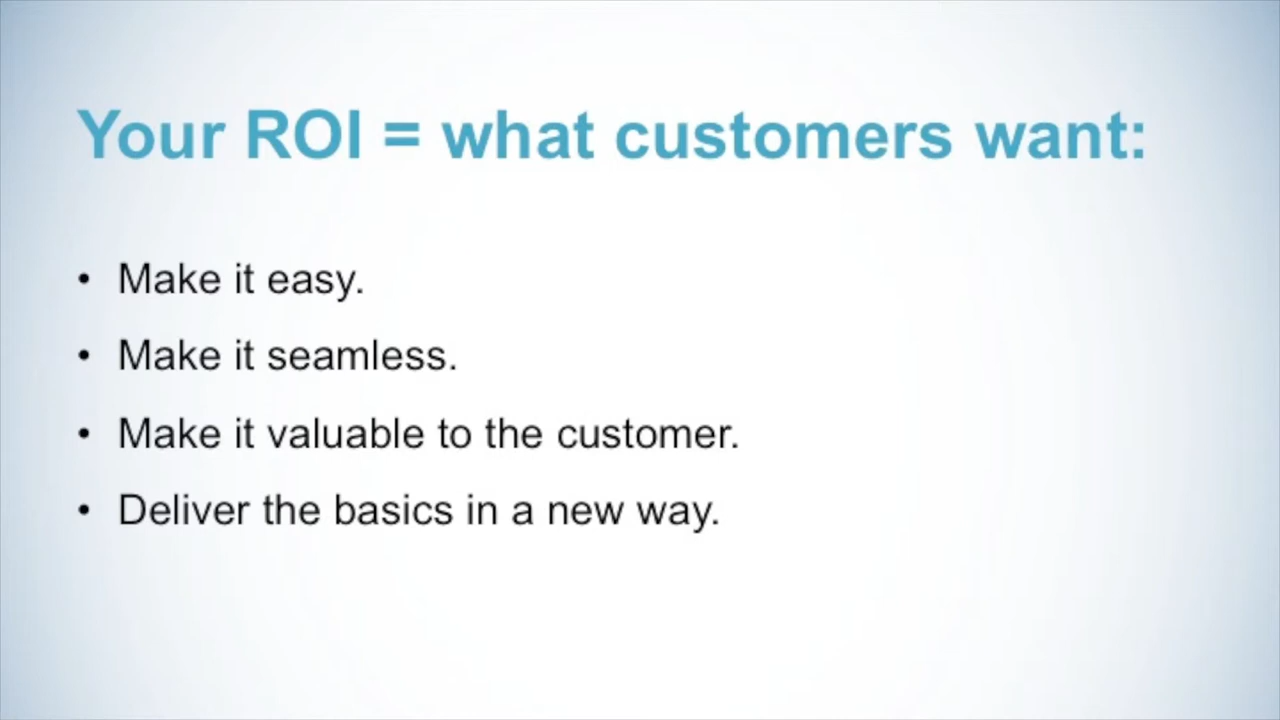 Your ROI = what customers want:
• Make it easy.
• Make it seamless.
• Make it valuable to the customer.
• Deliver the basics in a new way.